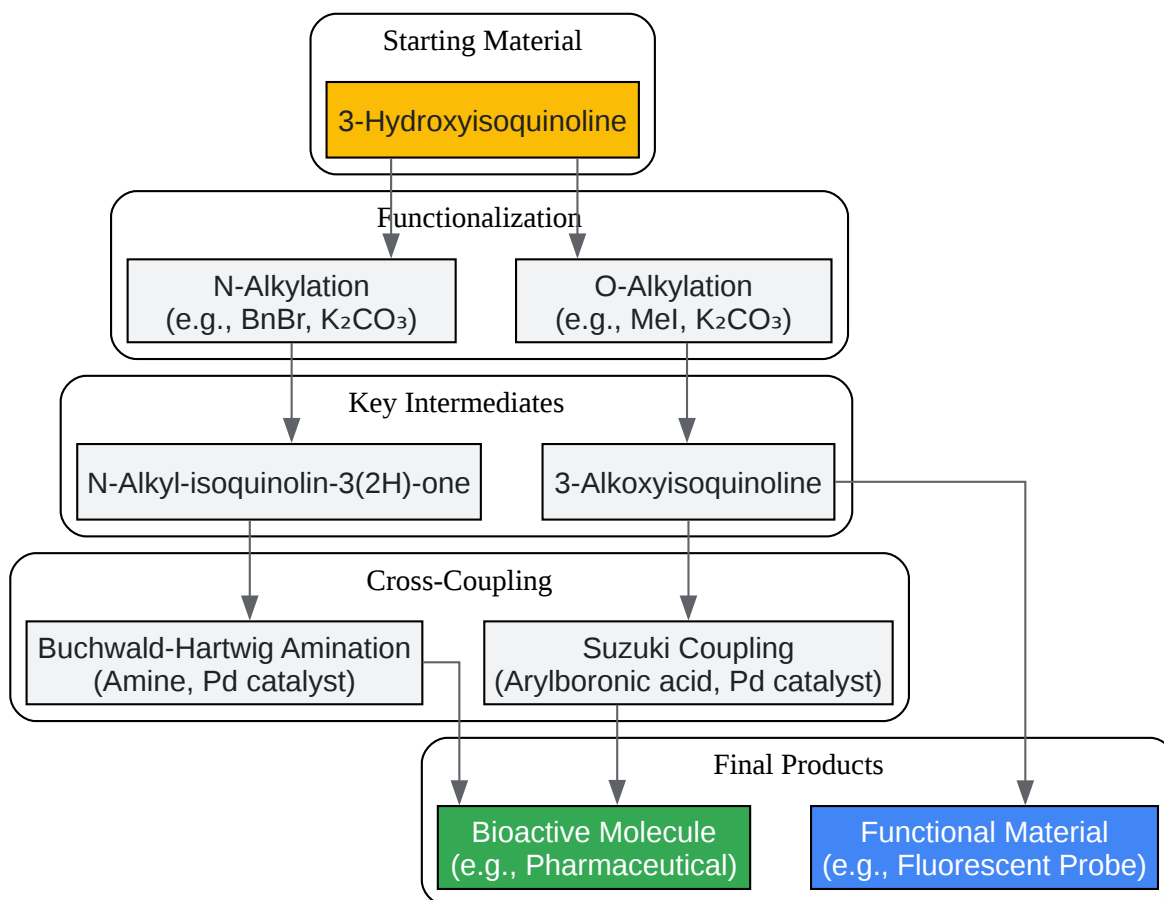 Starting Material
3-Hydroxyisoquinoline
Functionalization
N-Alkylation
(e.g., BnBr, K₂CO₃)
O-Alkylation
(e.g., MeI, K₂CO₃)
Key Intermediates
N-Alkyl-isoquinolin-3(2H)-one
3-Alkoxyisoquinoline
Cross-Coupling
Buchwald-Hartwig Amination
(Amine, Pd catalyst)
Suzuki Coupling
(Arylboronic acid, Pd catalyst)
Final Products
Bioactive Molecule
(e.g., Pharmaceutical)
Functional Material
(e.g., Fluorescent Probe)